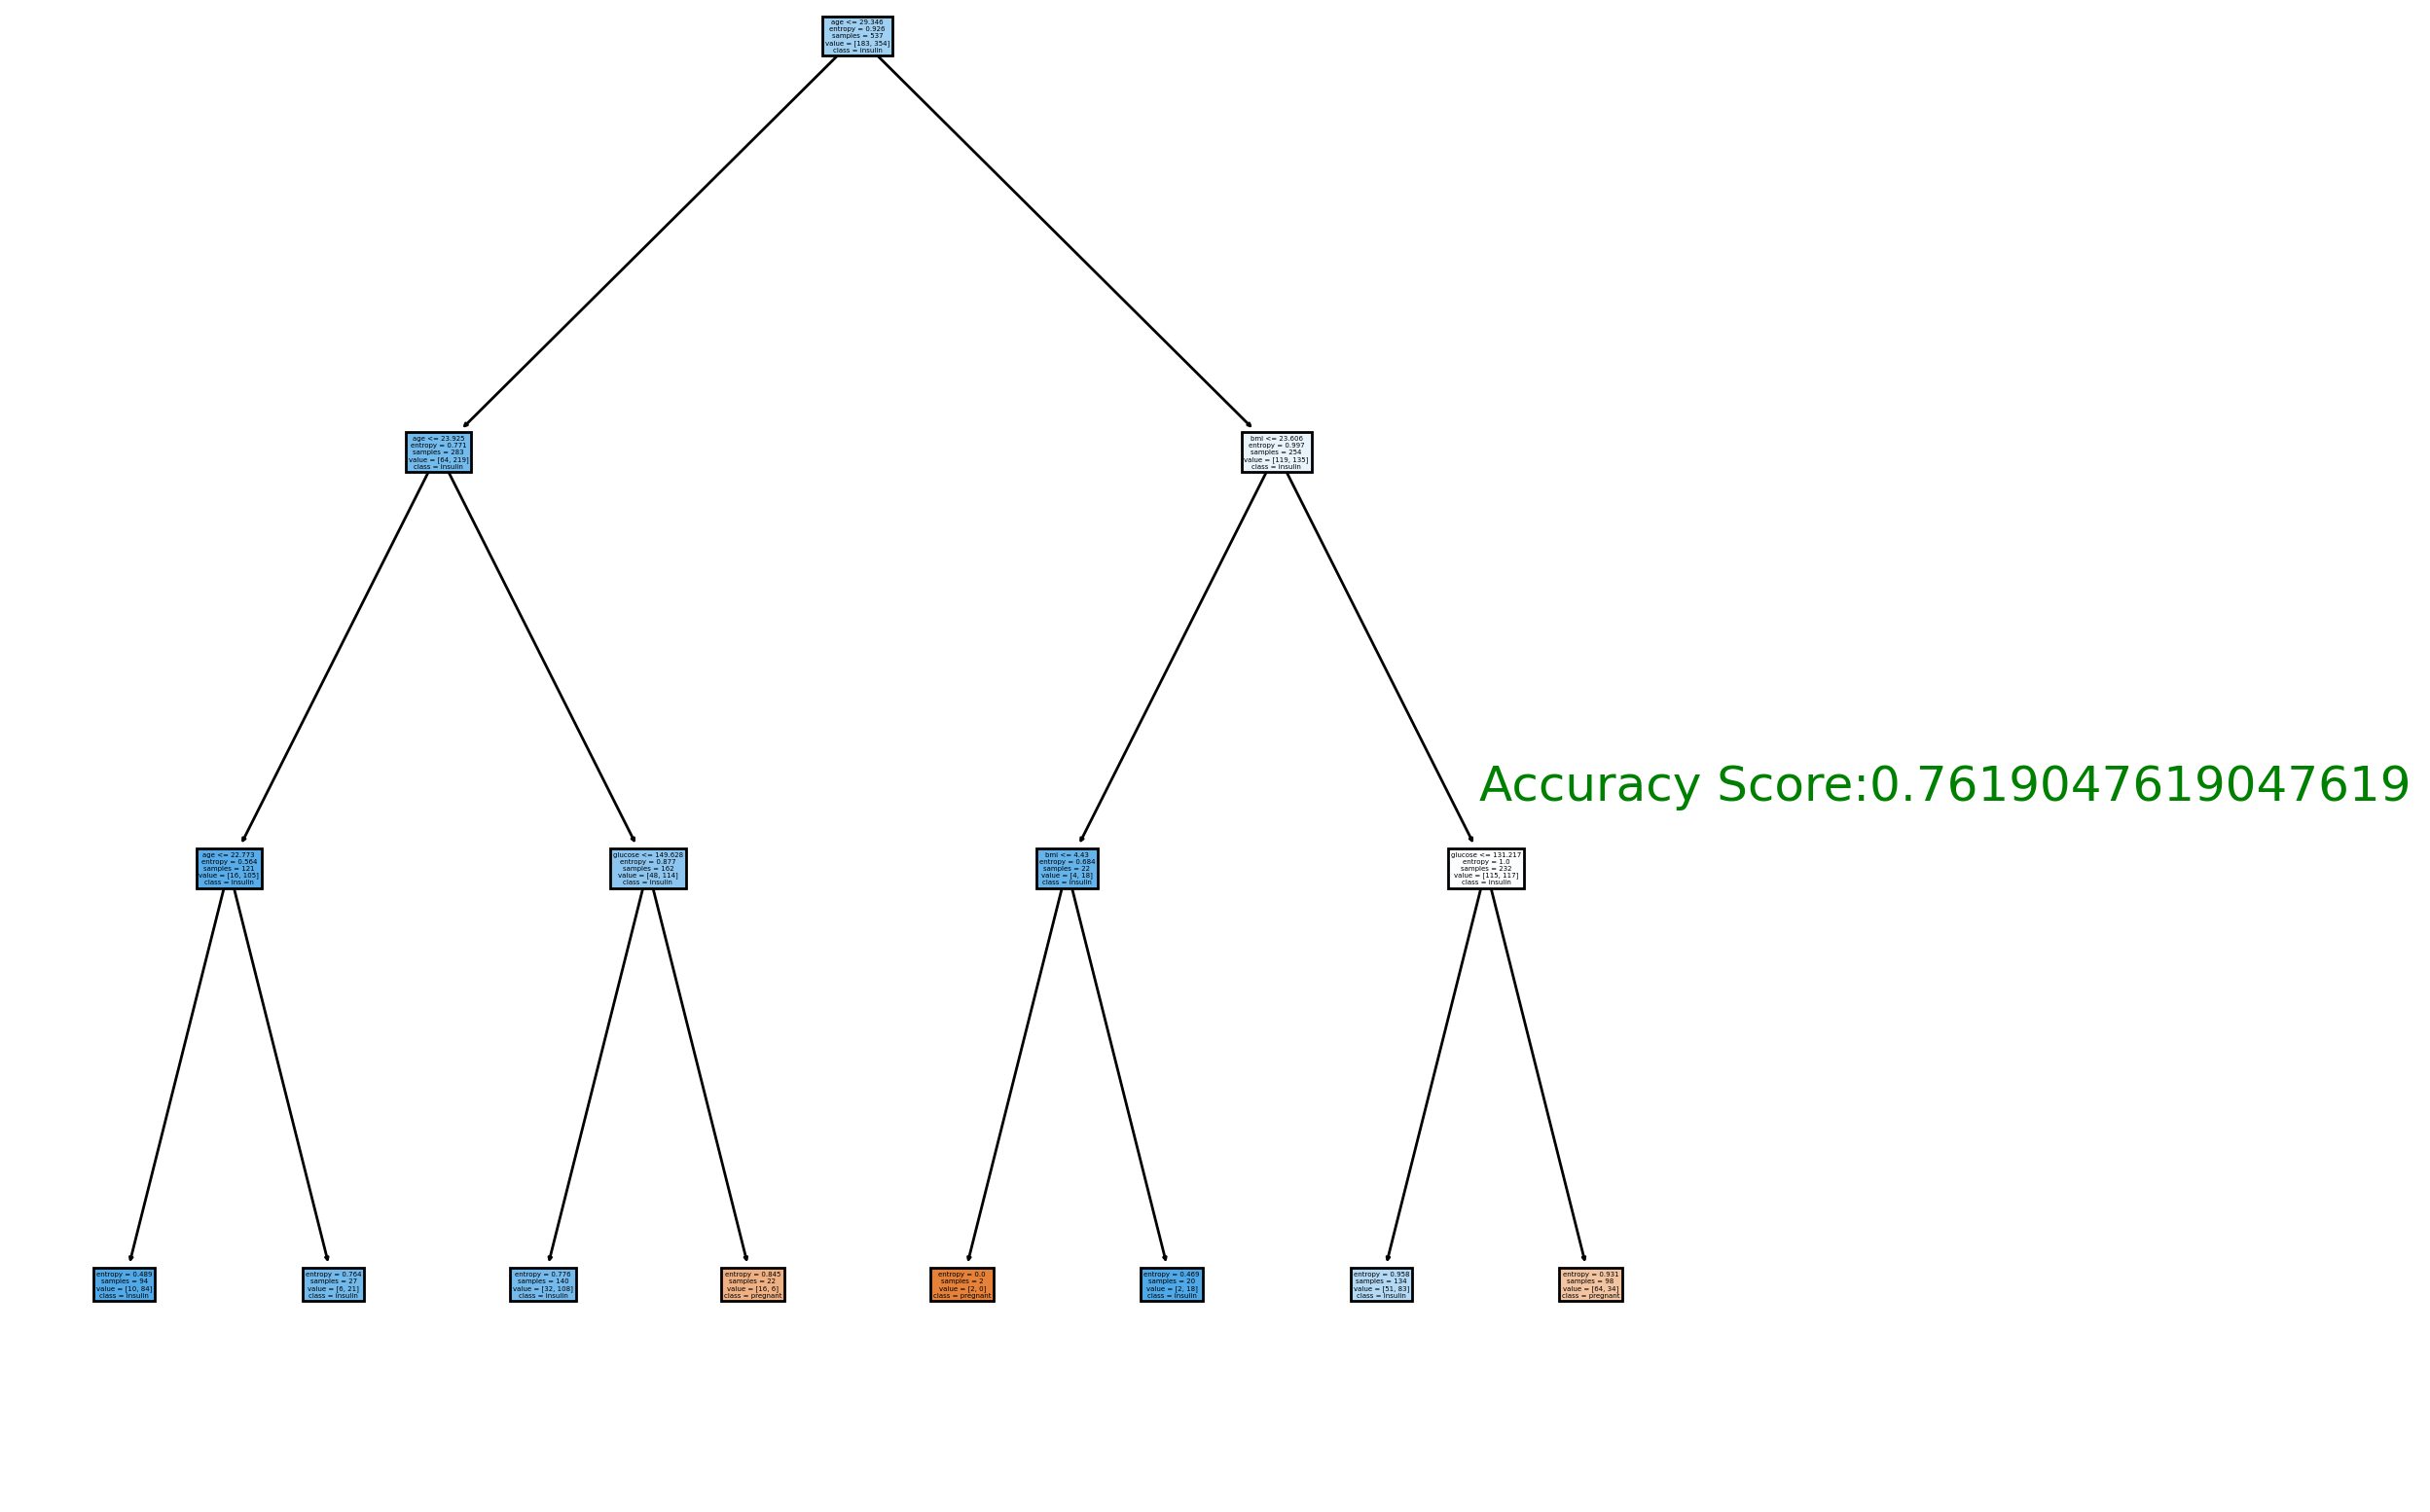 age <= 29.346
entropy = 0.926
samples = 537
value = [183, 354]
class = insulin
age <= 23.925
entropy = 0.771
samples = 283
value = [64, 219]
class = insulin
bmi <= 23.606
entropy = 0.997
samples = 254
value = [119, 135]
class = insulin
Accuracy Score:0.7619047619047619
age <= 22.773
entropy = 0.564
samples = 121
value = [16, 105]
class = insulin
glucose <= 149.628
entropy = 0.877
samples = 162
value = [48, 114]
class = insulin
bmi <= 4.43
entropy = 0.684
samples = 22
value = [4, 18]
class = insulin
glucose <= 131.217
entropy = 1.0
samples = 232
value = [115, 117]
class = insulin
entropy = 0.489
samples = 94
value = [10, 84]
class = insulin
entropy = 0.764
samples = 27
value = [6, 21]
class = insulin
entropy = 0.776
samples = 140
value = [32, 108]
class = insulin
entropy = 0.845
samples = 22
value = [16, 6]
class = pregnant
entropy = 0.0
samples = 2
value = [2, 0]
class = pregnant
entropy = 0.469
samples = 20
value = [2, 18]
class = insulin
entropy = 0.958
samples = 134
value = [51, 83]
class = insulin
entropy = 0.931
samples = 98
value = [64, 34]
class = pregnant